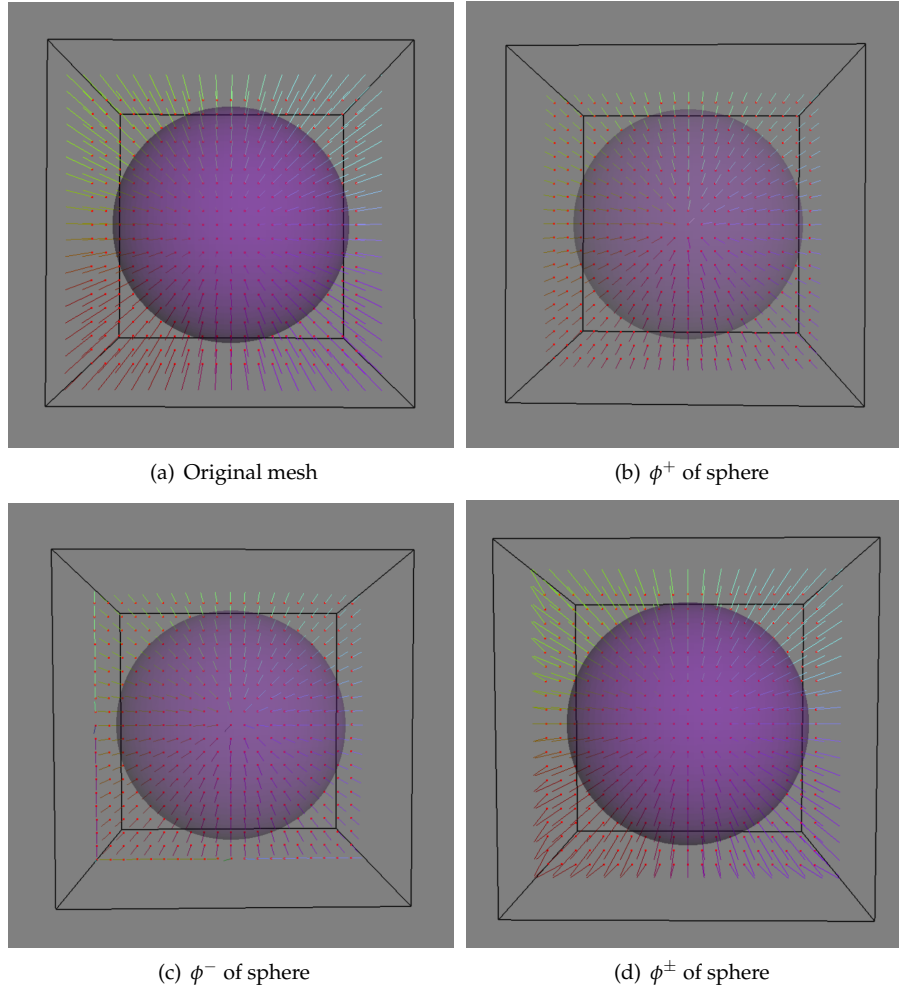 (a) Original mesh
(b) ϕ⁺ of sphere
(c) ϕ⁻ of sphere
(d) ϕ± of sphere